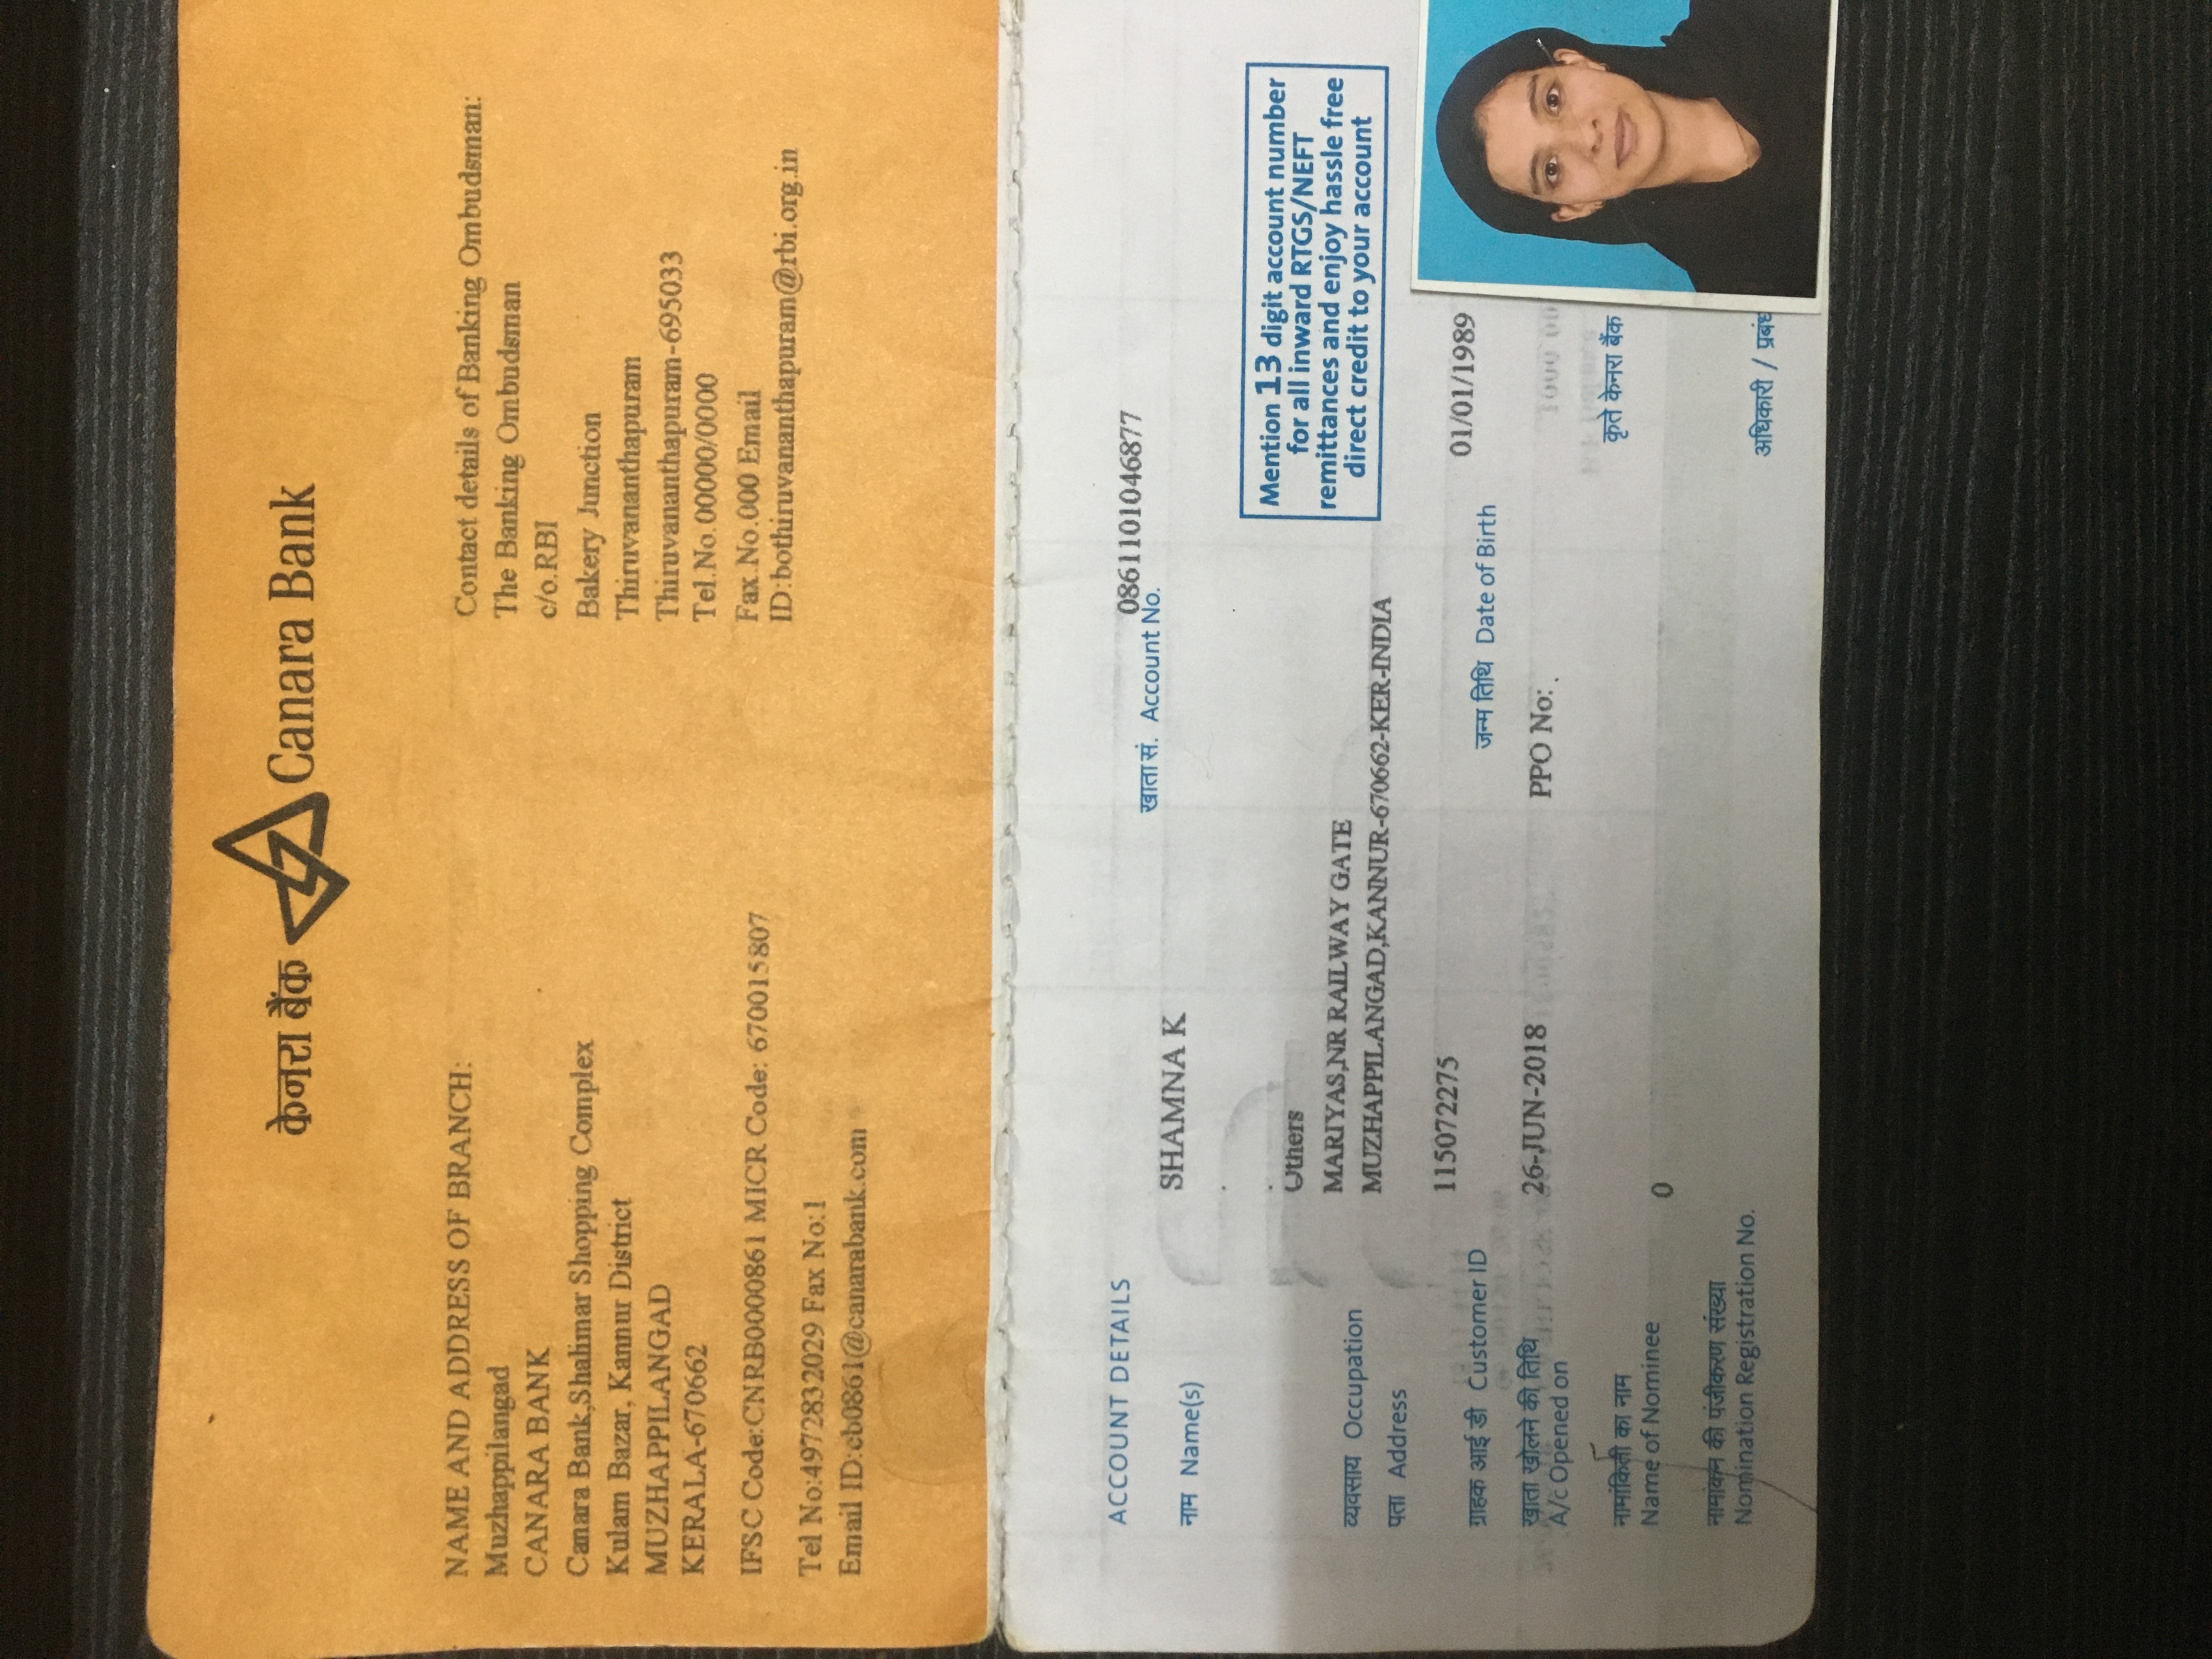 केनरा बैंक Canara Bank
NAME AND ADDRESS OF BRANCH:
Muzhappilangad
CANARA BANK
Canara Bank,Shalimar Shopping Complex
Kulam Bazar, Kannur District
MUZHAPPILANGAD
KERALA-670662
IFSC Code:CNRB0000861 MICR Code: 670015807
Tel No:4972832029 Fax No:1
Email ID:cb0861@canarabank.com
Contact details of Banking Ombudsman:
The Banking Ombudsman
c/o.RBI
Bakery Junction
Thiruvananthapuram
Thiruvananthapuram-695033
Tel.No.00000/0000
Fax.No.000 Email
ID:bothiruvananthapuram@rbi.org.in
ACCOUNT DETAILS
खाता सं. Account No. 0861101046877
नाम Name(s) SHAMNA K
.
.
Others
Mention 13 digit account number
for all inward RTGS/NEFT
remittances and enjoy hassle free
direct credit to your account
व्यवसाय Occupation
MARIYAS,NR RAILWAY GATE
पता Address
MUZHAPPILANGAD,KANNUR-670662-KER-INDIA
ग्राहक आई डी Customer ID 115072275
जन्म तिथि Date of Birth 01/01/1989
खाता खोलने की तिथि
A/c Opened on 26-JUN-2018
PPO No: .
नामांकिती का नाम
Name of Nominee 0
कृते केनरा बैंक
नामांकन की पंजीकरण संख्या
Nomination Registration No.
अधिकारी /